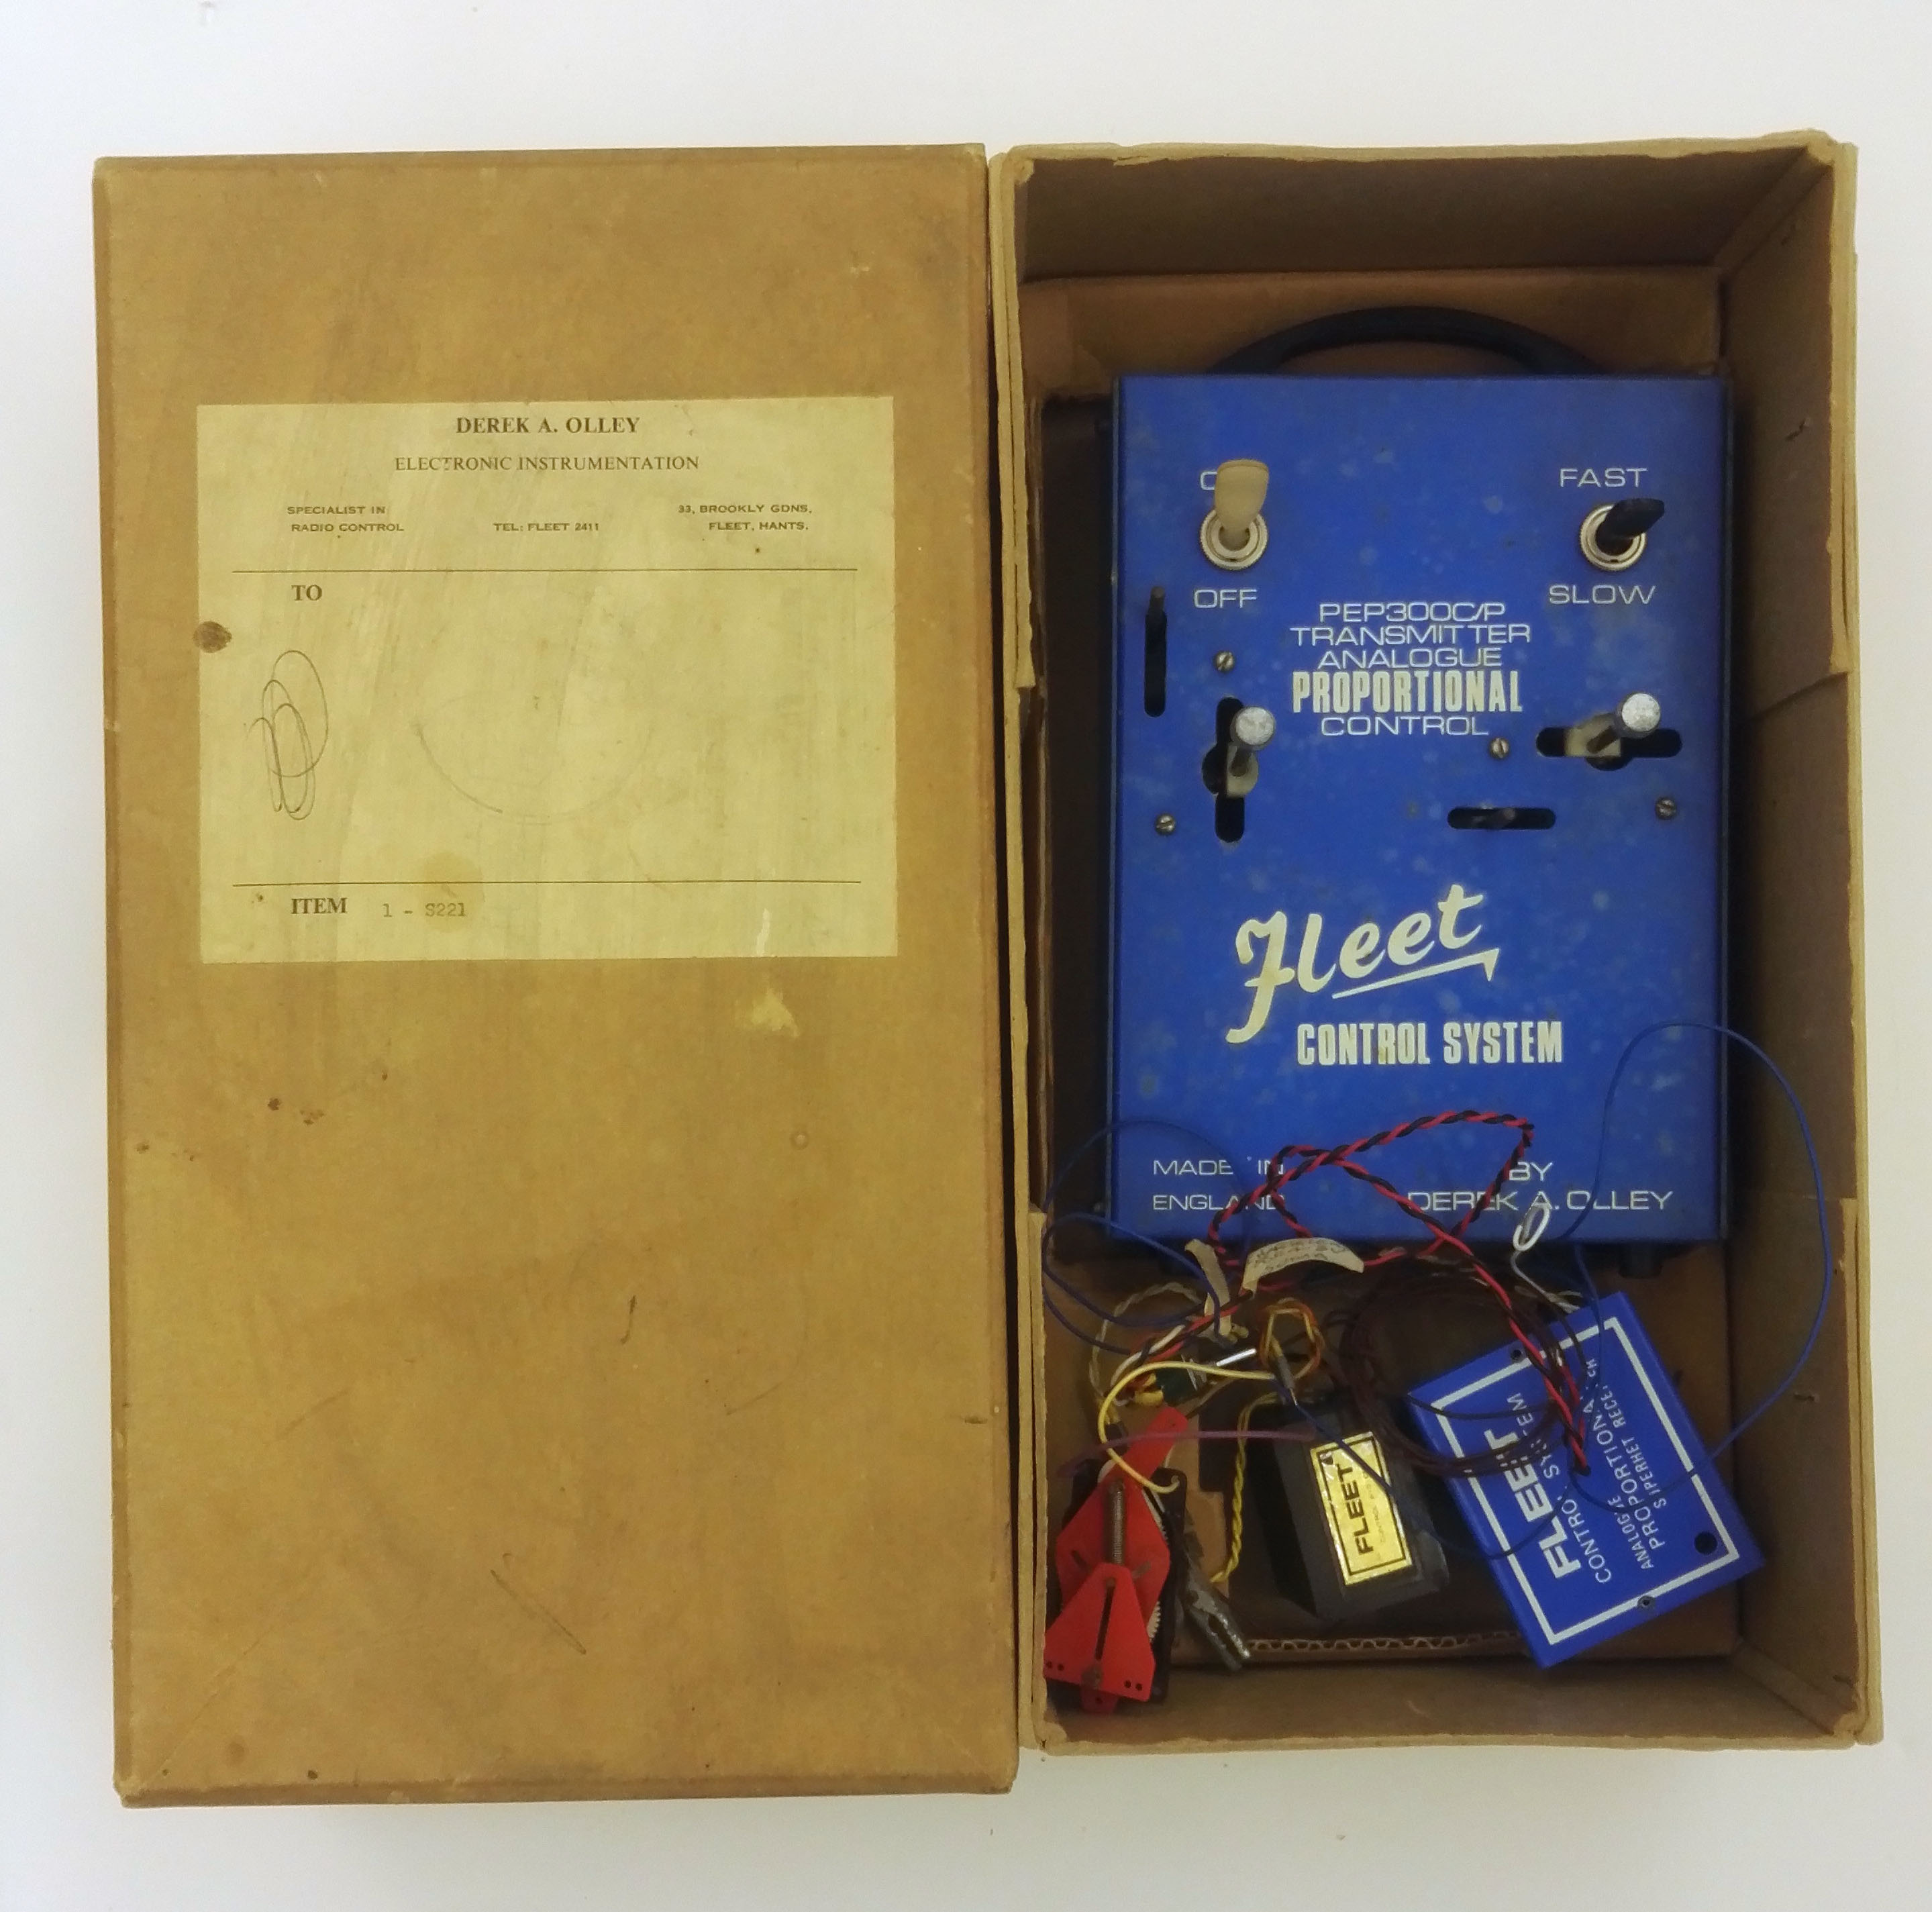 DEREK A. OLLEY
ELECTRONIC INSTRUMENTATION
SPECIALIST IN
RADIO CONTROL
TEL: FLEET 2411
33, BROOKLY GDNS,
FLEET, HANTS.
TO
ITEM 1 - S221
FAST
OFF
SLOW
PEP300C/P
TRANSMITTER
ANALOGUE
PROPORTIONAL
CONTROL
Fleet
CONTROL SYSTEM
MADE IN
ENGLAND
BY
DEREK A. OLLEY
FLEET
FLEET
CONTROL SYSTEM
ANALOGUE
PROPORTIONAL
SUPERHET